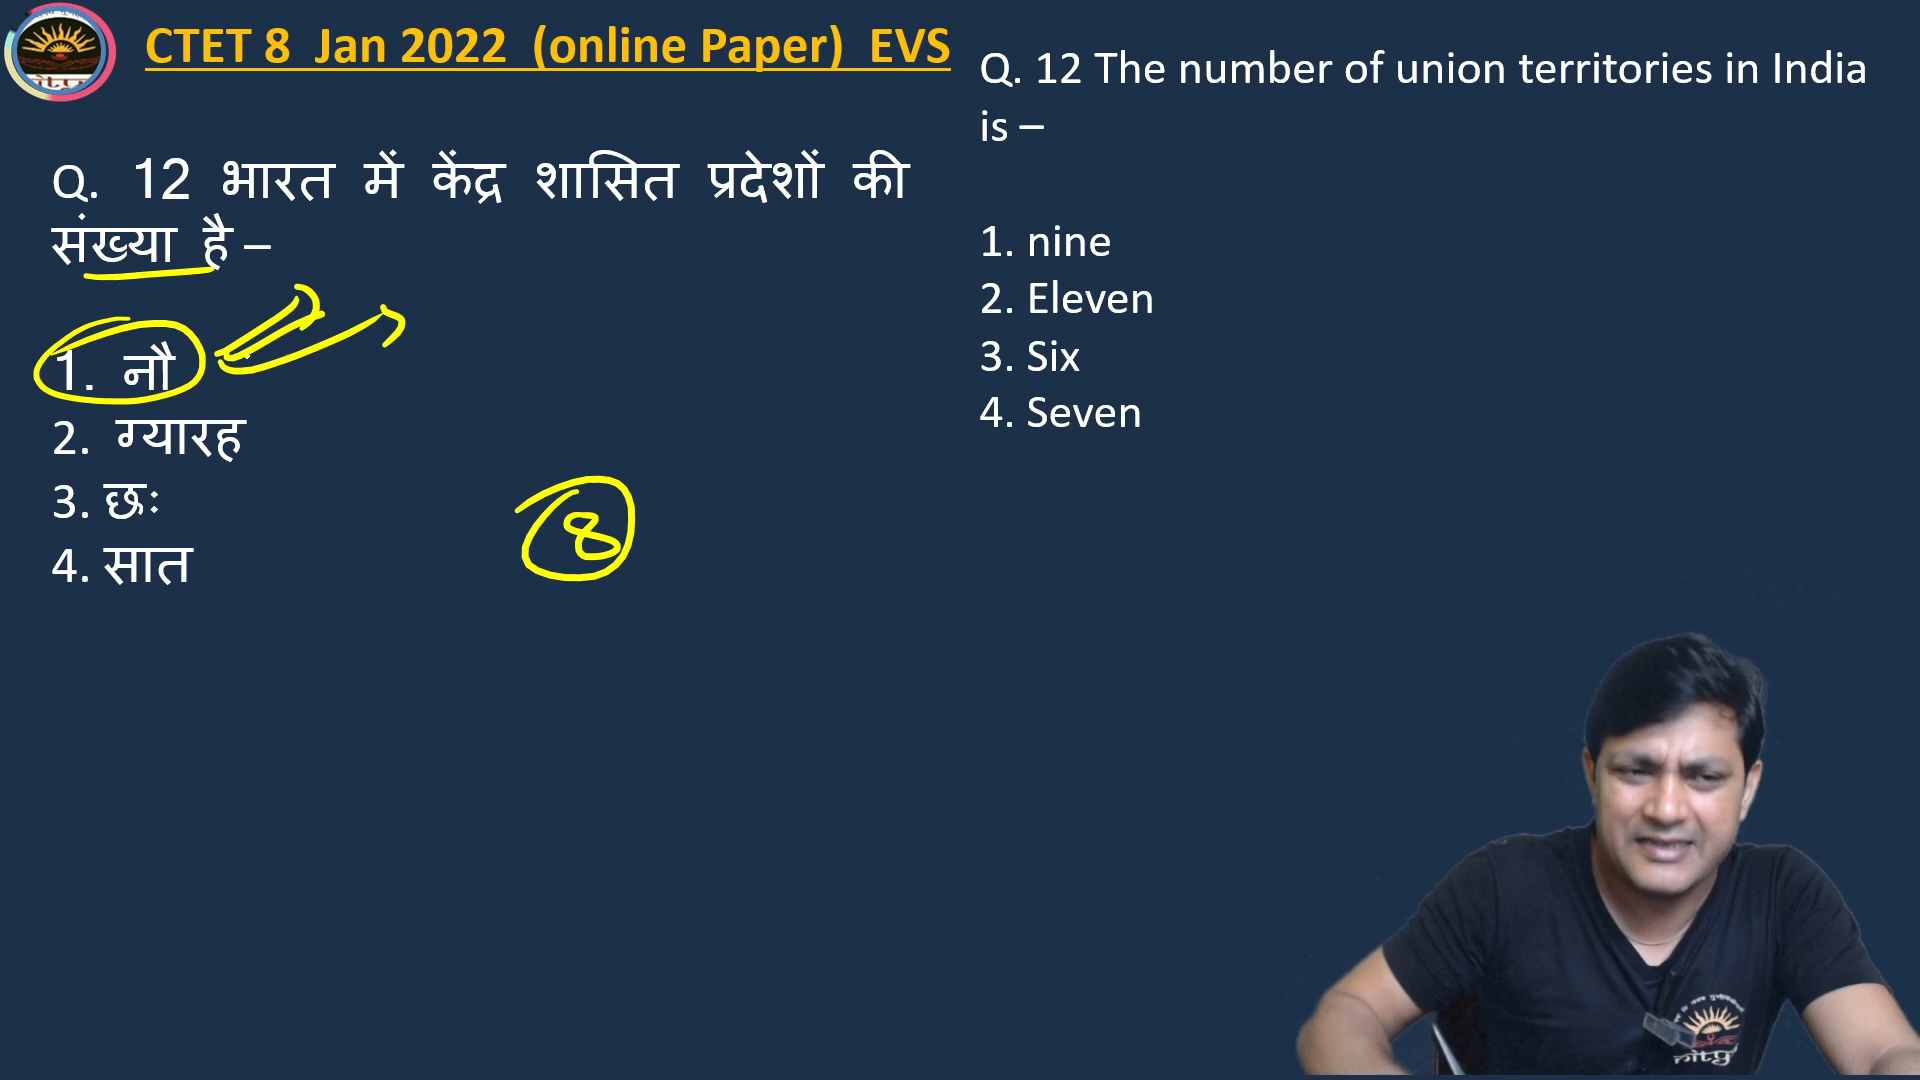 CTET 8 Jan 2022 (online Paper) EVS
Q. 12 भारत में केंद्र शासित प्रदेशों की
संख्या है –
1. नौ
2. ग्यारह
3. छः
4. सात
8
Q. 12 The number of union territories in India
is –
1. nine
2. Eleven
3. Six
4. Seven